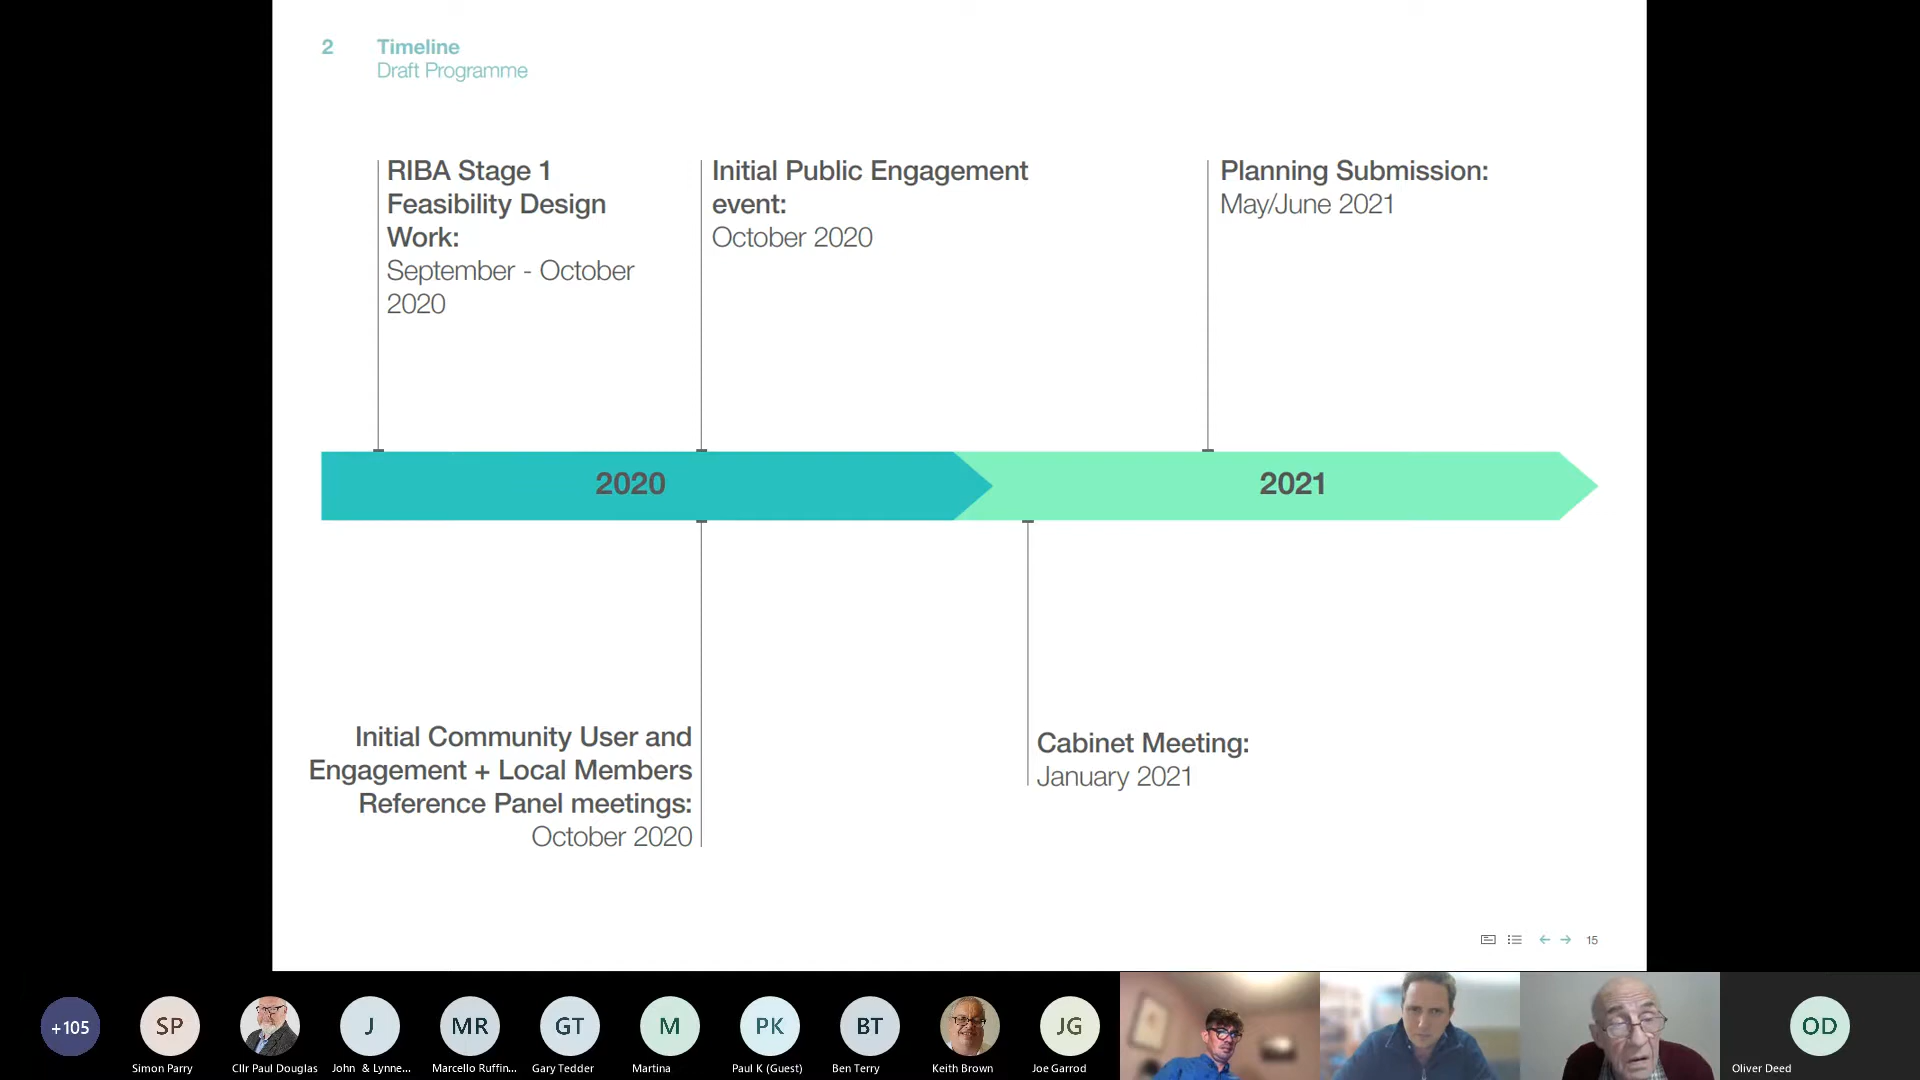 2
Timeline
Draft Programme
RIBA Stage 1
Feasibility Design
Work:
September - October
2020
Initial Public Engagement
event:
October 2020
Planning Submission:
May/June 2021
2020
2021
Initial Community User and
Engagement + Local Members
Reference Panel meetings:
October 2020
Cabinet Meeting:
January 2021
15
+105
SP
J
MR
GT
M
PK
BT
JG
OD
Simon Parry
Cllr Paul Douglas
John & Lynne...
Marcello Ruffin...
Gary Tedder
Martina
Paul K (Guest)
Ben Terry
Keith Brown
Joe Garrod
Oliver Deed